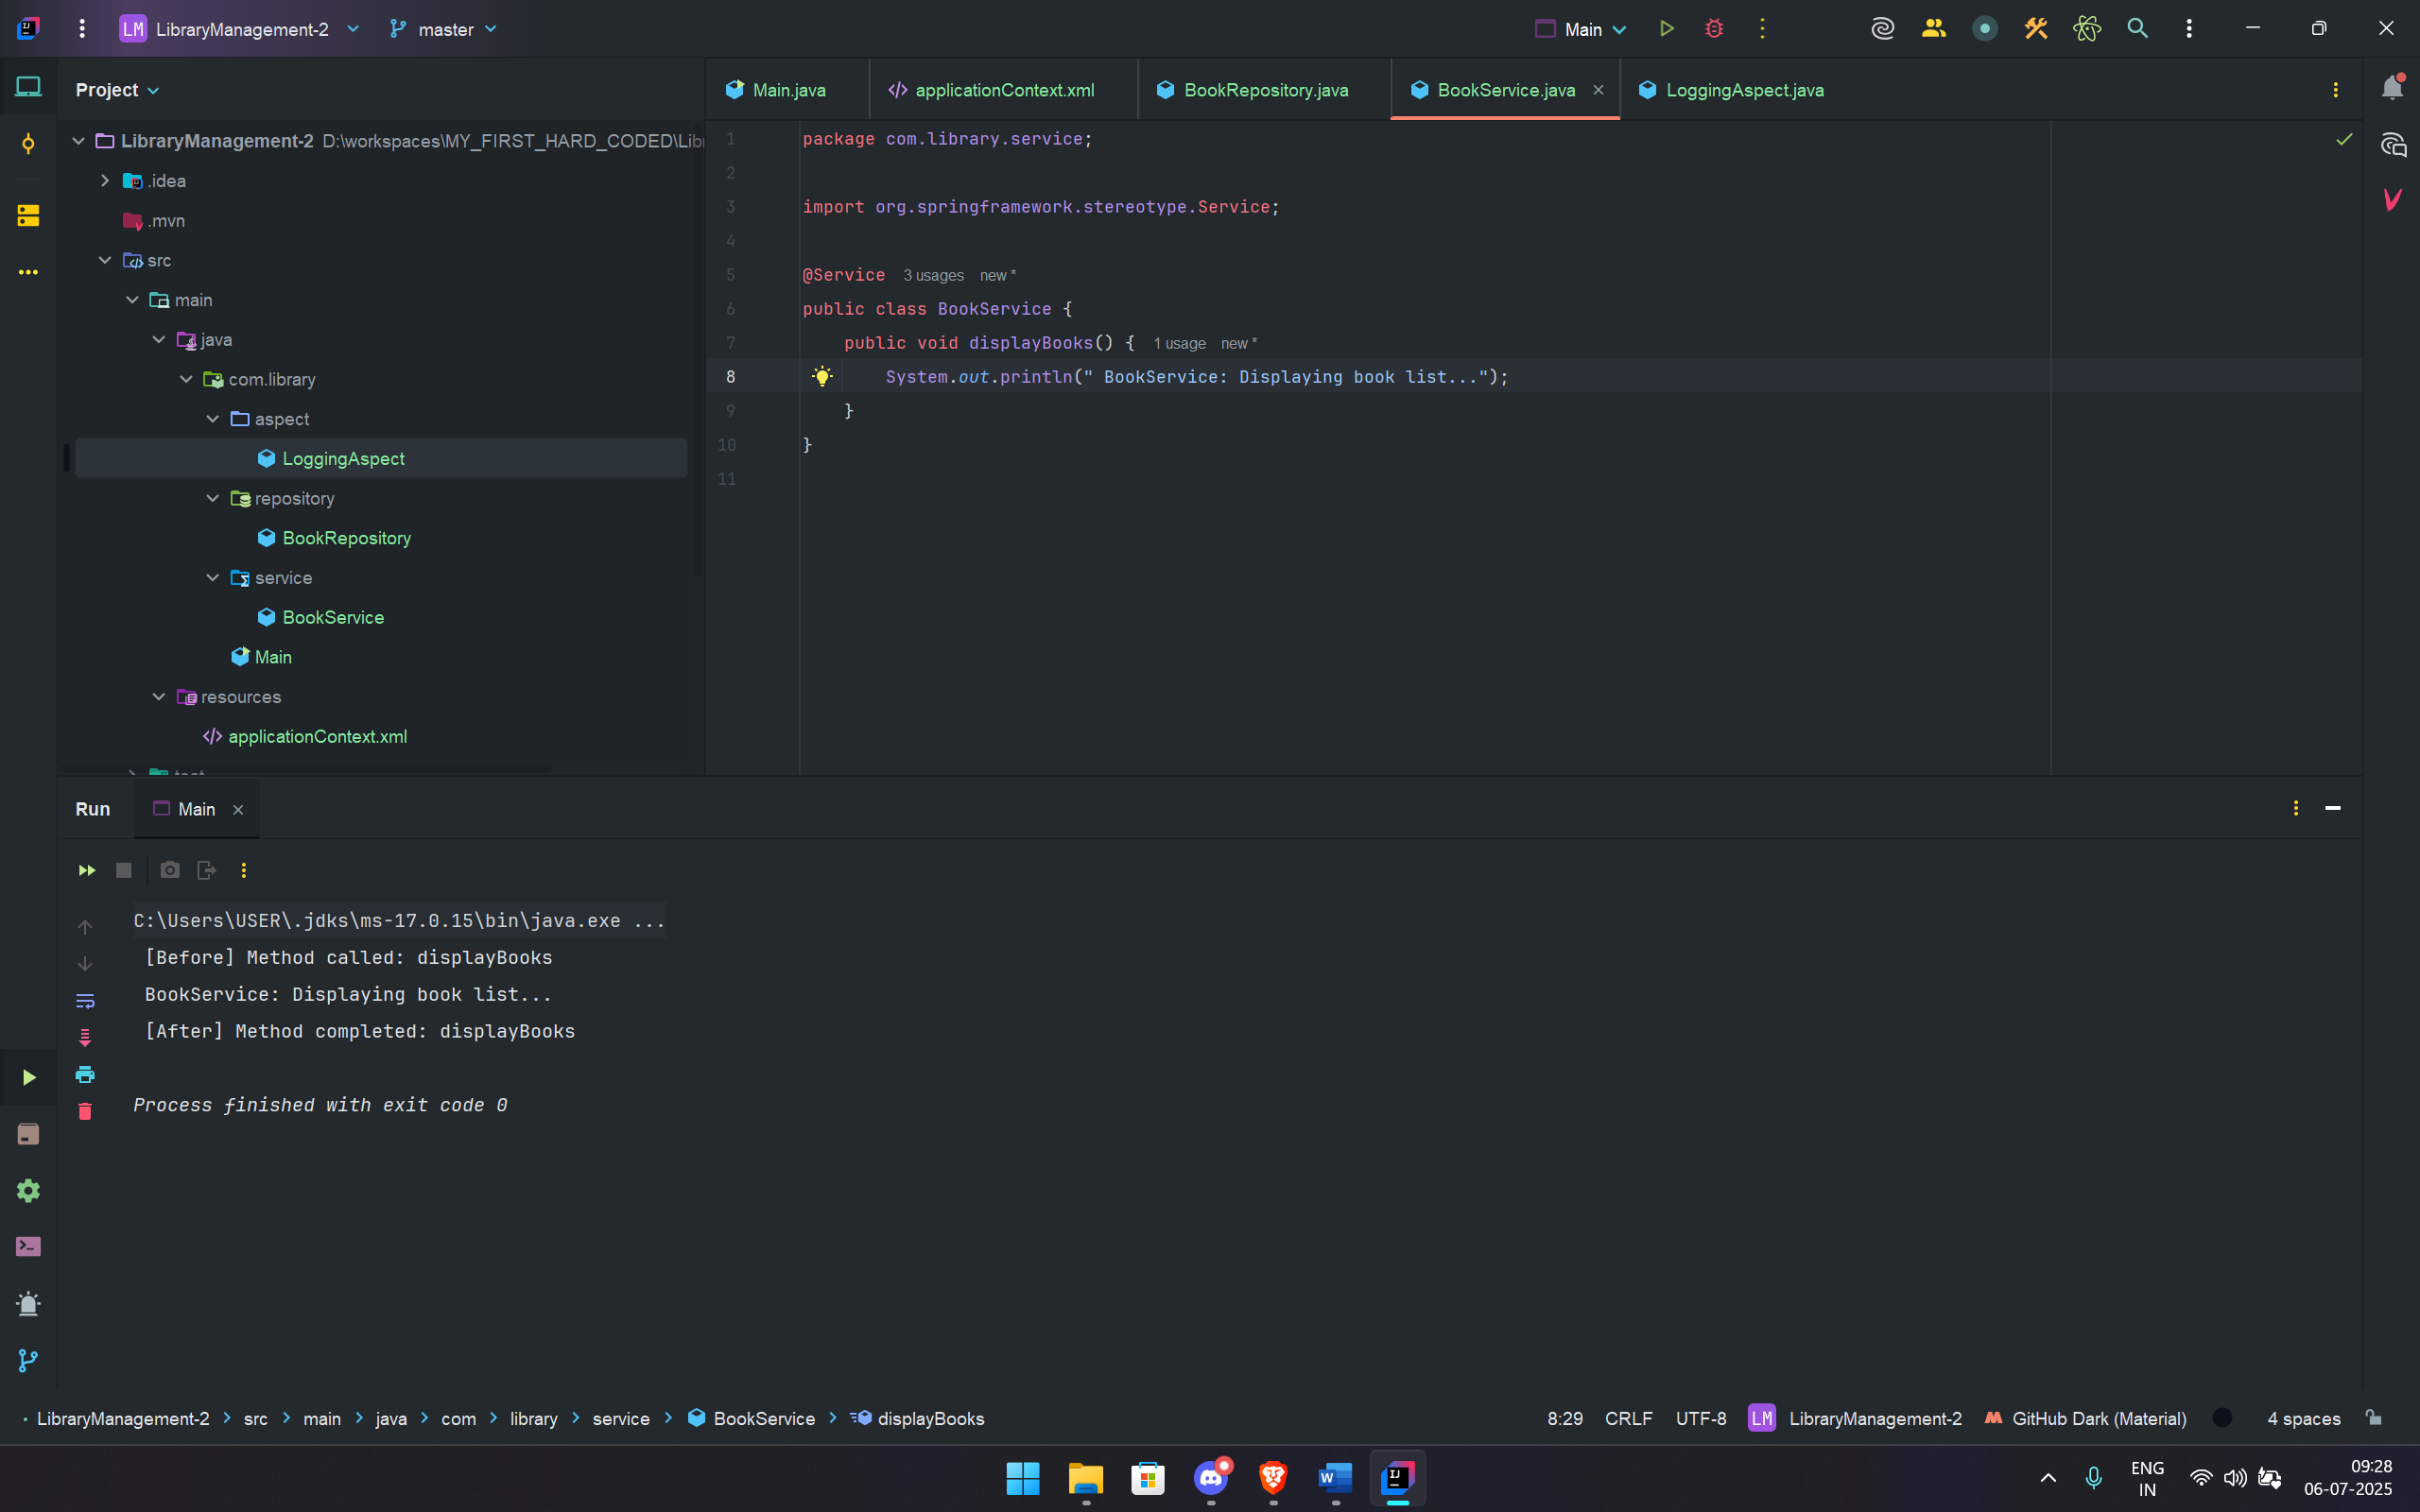 LM LibraryManagement-2 master Main
Project
Main.java applicationContext.xml BookRepository.java BookService.java LoggingAspect.java
LibraryManagement-2 D:\workspaces\MY_FIRST_HARD_CODED\Lib
.idea
.mvn
src
main
java
com.library
aspect
LoggingAspect
repository
BookRepository
service
BookService
Main
resources
applicationContext.xml
1 package com.library.service;
2
3 import org.springframework.stereotype.Service;
4
5 @Service 3 usages new *
6 public class BookService {
7 public void displayBooks() { 1 usage new *
8 System.out.println(" BookService: Displaying book list...");
9 }
10 }
11
Run Main
C:\Users\USER\.jdks\ms-17.0.15\bin\java.exe ...
[Before] Method called: displayBooks
BookService: Displaying book list...
[After] Method completed: displayBooks
Process finished with exit code 0
LibraryManagement-2 src main java com library service BookService displayBooks
8:29 CRLF UTF-8 LM LibraryManagement-2 GitHub Dark (Material) 4 spaces
ENG
IN
09:28
06-07-2025